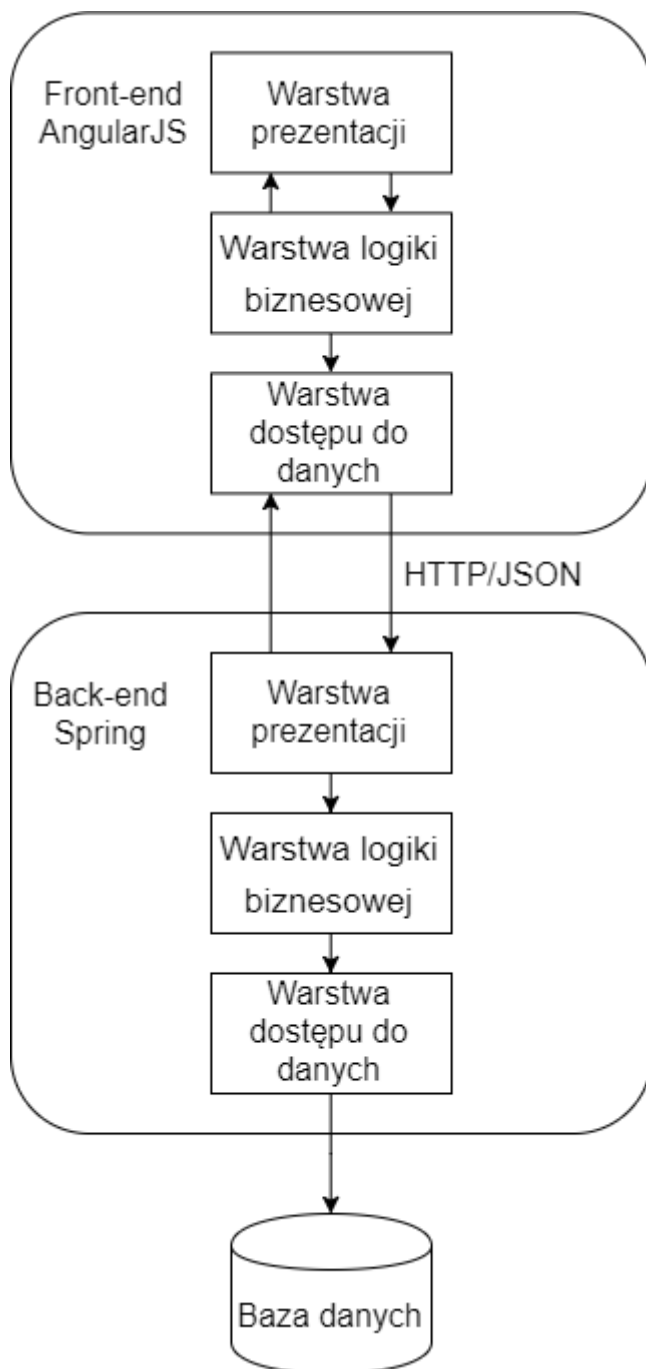 Front-end
AngularJS
Warstwa
prezentacji
Warstwa logiki
biznesowej
Warstwa
dostępu do
danych
HTTP/JSON
Back-end
Spring
Warstwa
prezentacji
Warstwa logiki
biznesowej
Warstwa
dostępu do
danych
Baza danych